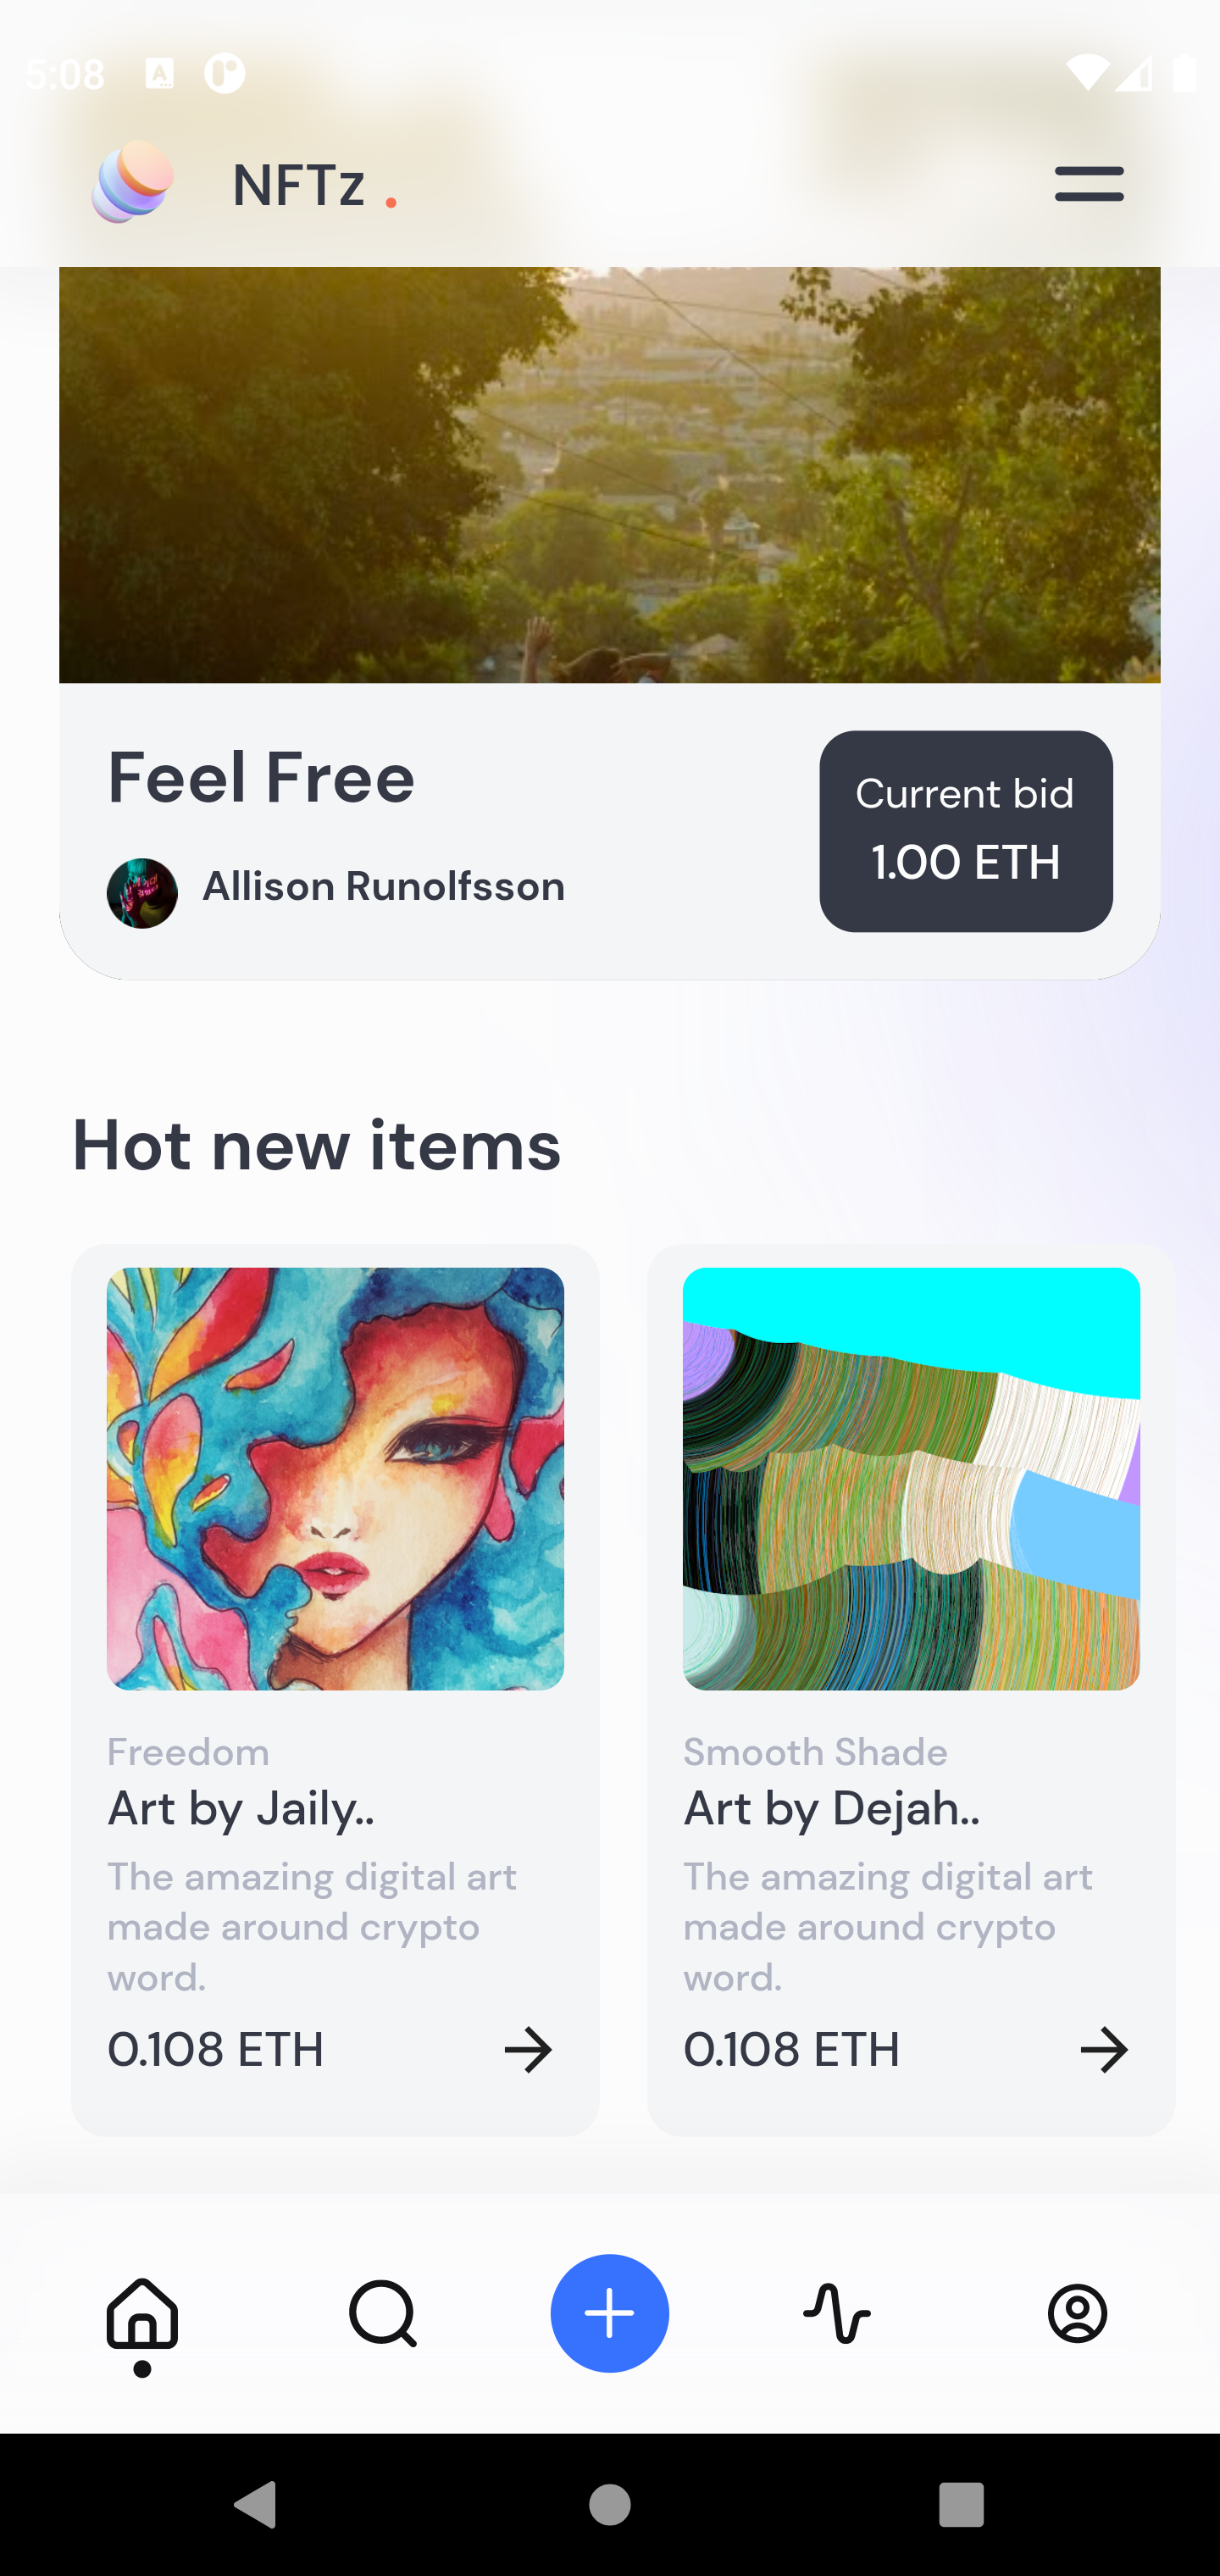 5:08
NFTz .
Feel Free
Allison Runolfsson
Current bid
1.00 ETH
Hot new items
Freedom
Art by Jaily..
The amazing digital art
made around crypto
word.
0.108 ETH
Smooth Shade
Art by Dejah..
The amazing digital art
made around crypto
word.
0.108 ETH